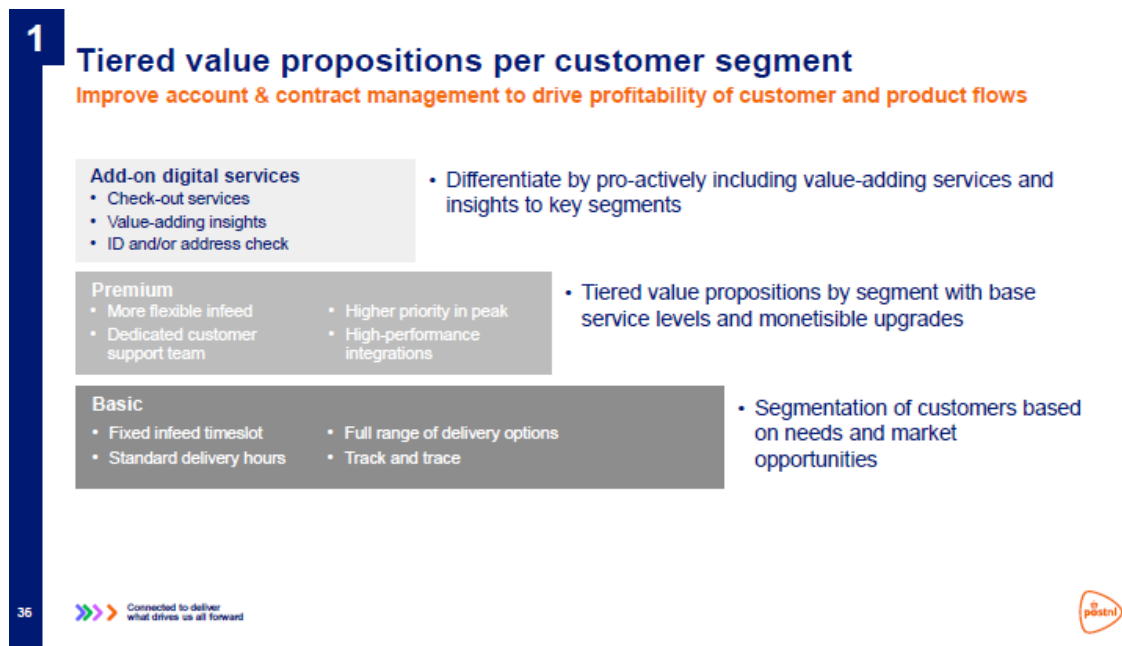 1
Tiered value propositions per customer segment
Improve account & contract management to drive profitability of customer and product flows
Add-on digital services
• Check-out services
• Value-adding insights
• ID and/or address check
• Differentiate by pro-actively including value-adding services and
insights to key segments
Premium
• More flexible infeed
• Dedicated customer
support team
• Higher priority in peak
• High-performance
integrations
• Tiered value propositions by segment with base
service levels and monetisible upgrades
Basic
• Fixed infeed timeslot
• Standard delivery hours
• Full range of delivery options
• Track and trace
• Segmentation of customers based
on needs and market
opportunities
36
Connected to deliver
what drives us all forward
postnl